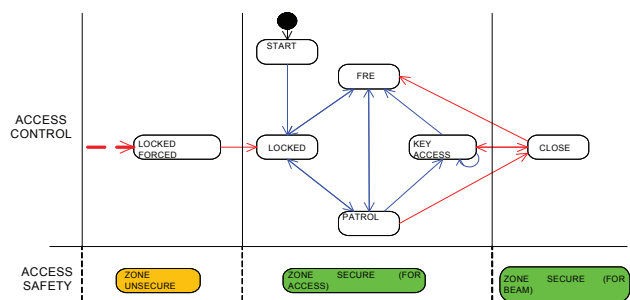 START
FRE
ACCESS
CONTROL
LOCKED
FORCED
LOCKED
KEY
ACCESS
CLOSE
PATROL
ACCESS
SAFETY
ZONE
UNSECURE
ZONE SECURE (FOR
ACCESS)
ZONE SECURE (FOR
BEAM)